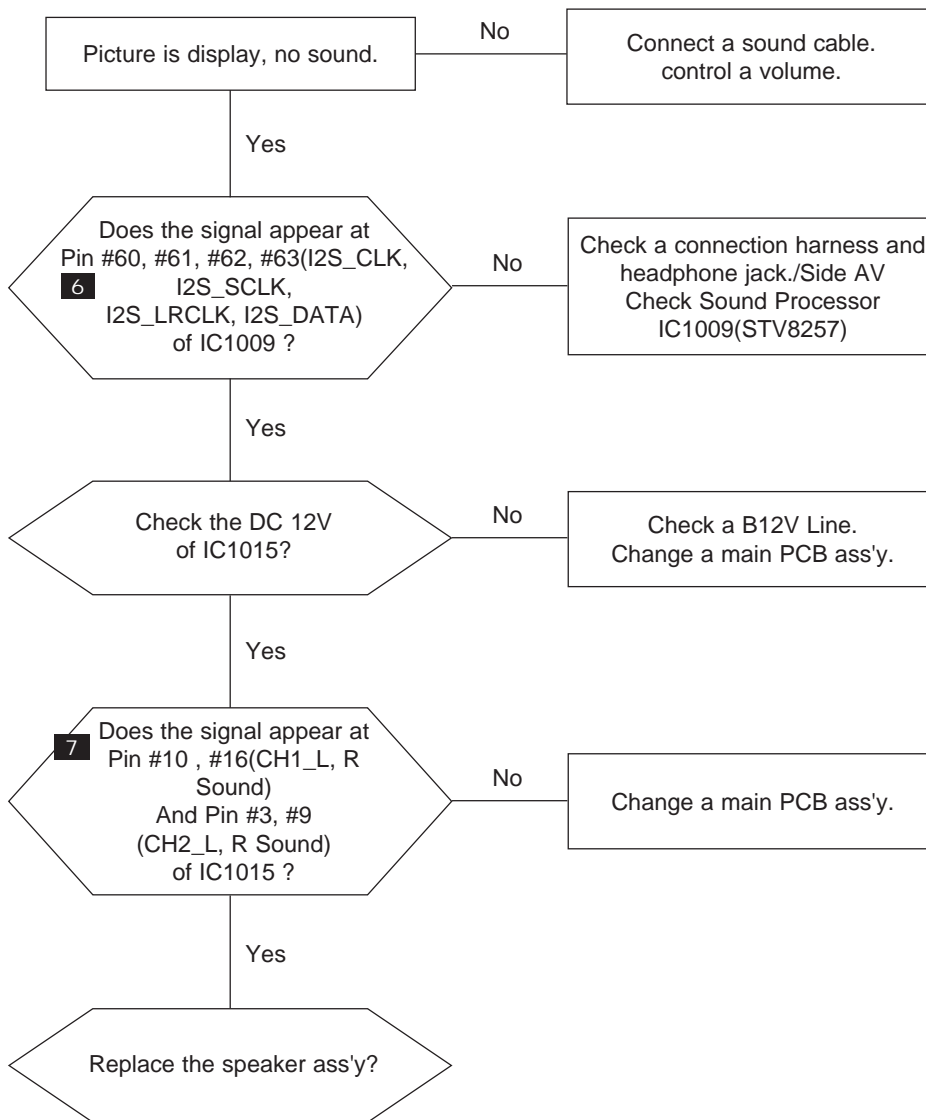 Picture is display, no sound.
No
Connect a sound cable.
control a volume.
Yes
Does the signal appear at
Pin #60, #61, #62, #63(I2S_CLK,
6
I2S_SCLK,
I2S_LRCLK, I2S_DATA)
of IC1009 ?
No
Check a connection harness and
headphone jack./Side AV
Check Sound Processor
IC1009(STV8257)
Yes
Check the DC 12V
of IC1015?
No
Check a B12V Line.
Change a main PCB ass'y.
Yes
7
Does the signal appear at
Pin #10 , #16(CH1_L, R
Sound)
And Pin #3, #9
(CH2_L, R Sound)
of IC1015 ?
No
Change a main PCB ass'y.
Yes
Replace the speaker ass'y?